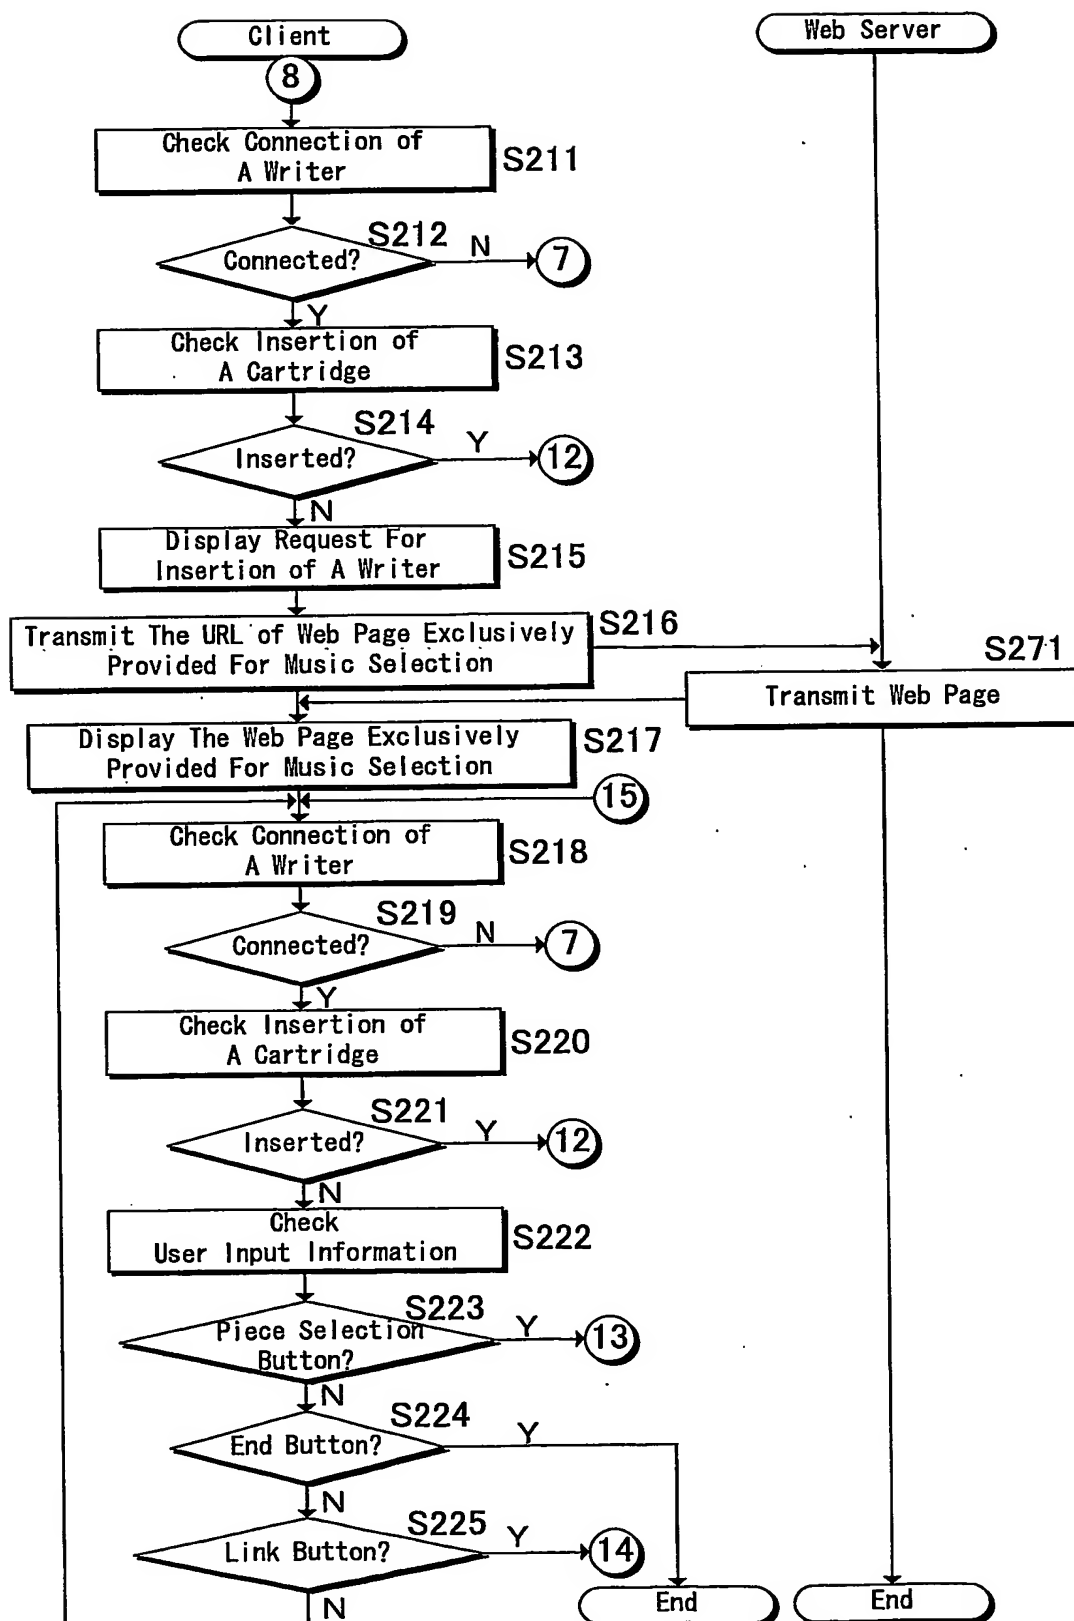 Client
Web Server
8
Check Connection of
A Writer
S211
S212
Connected?
N
7
Y
Check Insertion of
A Cartridge
S213
S214
Inserted?
Y
12
N
Display Request For
Insertion of A Writer
S215
Transmit The URL of Web Page Exclusively
Provided For Music Selection
S216
S271
Transmit Web Page
Display The Web Page Exclusively
Provided For Music Selection
S217
15
Check Connection of
A Writer
S218
S219
Connected?
N
7
Y
Check Insertion of
A Cartridge
S220
S221
Inserted?
Y
12
N
Check
User Input Information
S222
S223
Piece Selection
Button?
Y
13
N
S224
End Button?
Y
N
S225
Link Button?
Y
14
N
End
End